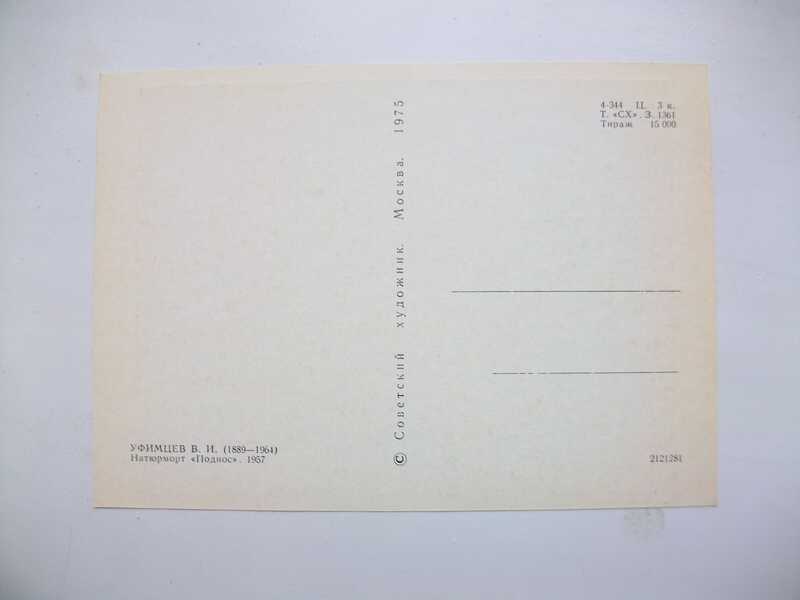 4-344 Ц. 3 к.
Т. «СХ». З. 1361
Тираж 15 000
© Советский художник. Москва. 1975
УФИМЦЕВ В. И. (1889—1964)
Натюрморт «Поднос». 1957
2121281